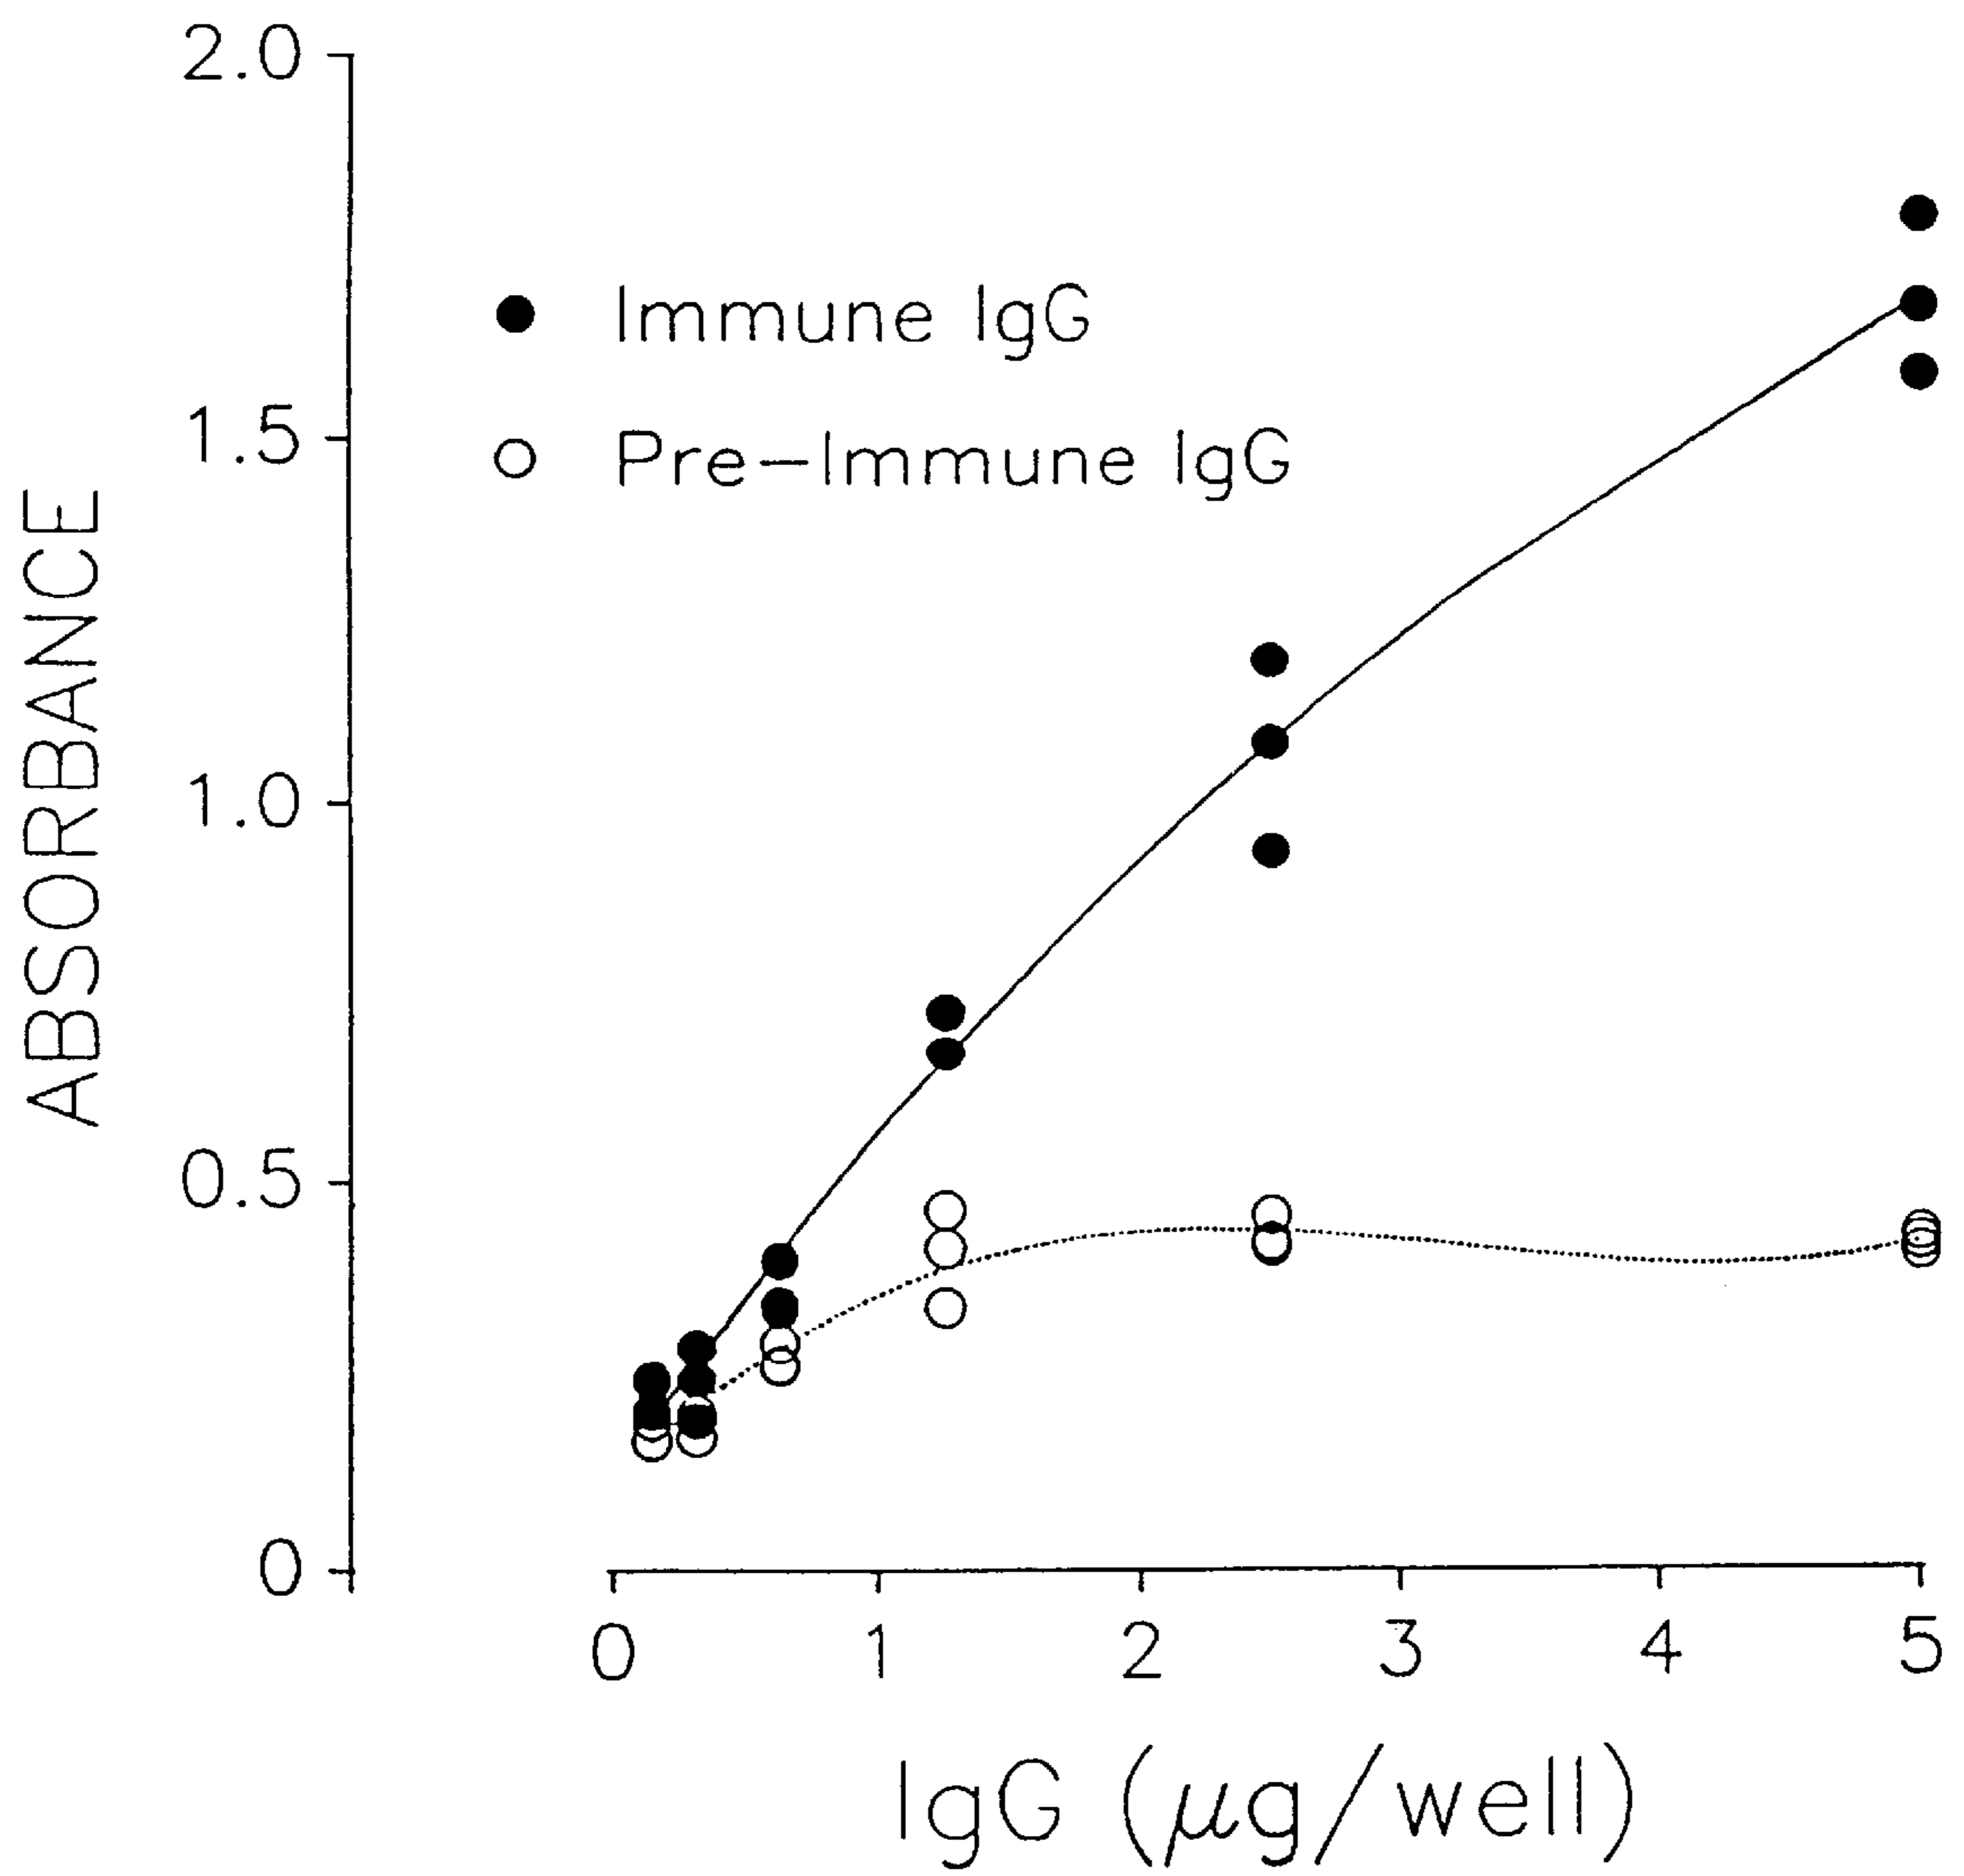 2.0
1.5
1.0
0.5
0
ABSORBANCE
Immune IgG
Pre-Immune IgG
0 1 2 3 4 5
IgG (μg/well)